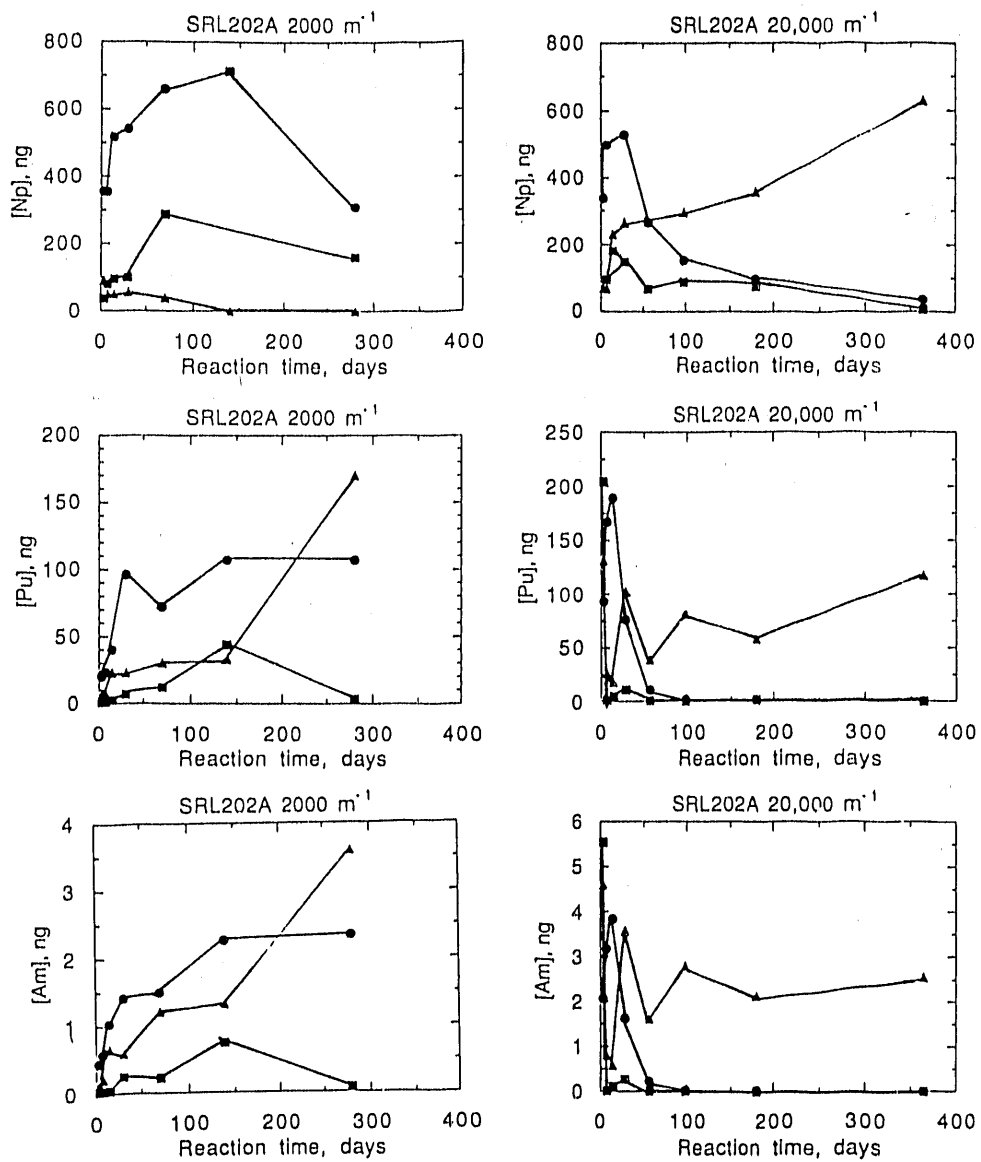 SRL202A 2000 m⁻¹
800
600
400
200
0
[Np], ng
0 100 200 300 400
Reaction time, days
SRL202A 20,000 m⁻¹
800
600
400
200
0
[Np], ng
0 100 200 300 400
Reaction time, days
SRL202A 2000 m⁻¹
200
150
100
50
0
[Pu], ng
0 100 200 300 400
Reaction time, days
SRL202A 20,000 m⁻¹
250
200
150
100
50
0
[Pu], ng
0 100 200 300 400
Reaction time, days
SRL202A 2000 m⁻¹
4
3
2
1
0
[Am], ng
0 100 200 300 400
Reaction time, days
SRL202A 20,000 m⁻¹
6
5
4
3
2
1
0
[Am], ng
0 100 200 300 400
Reaction time, days